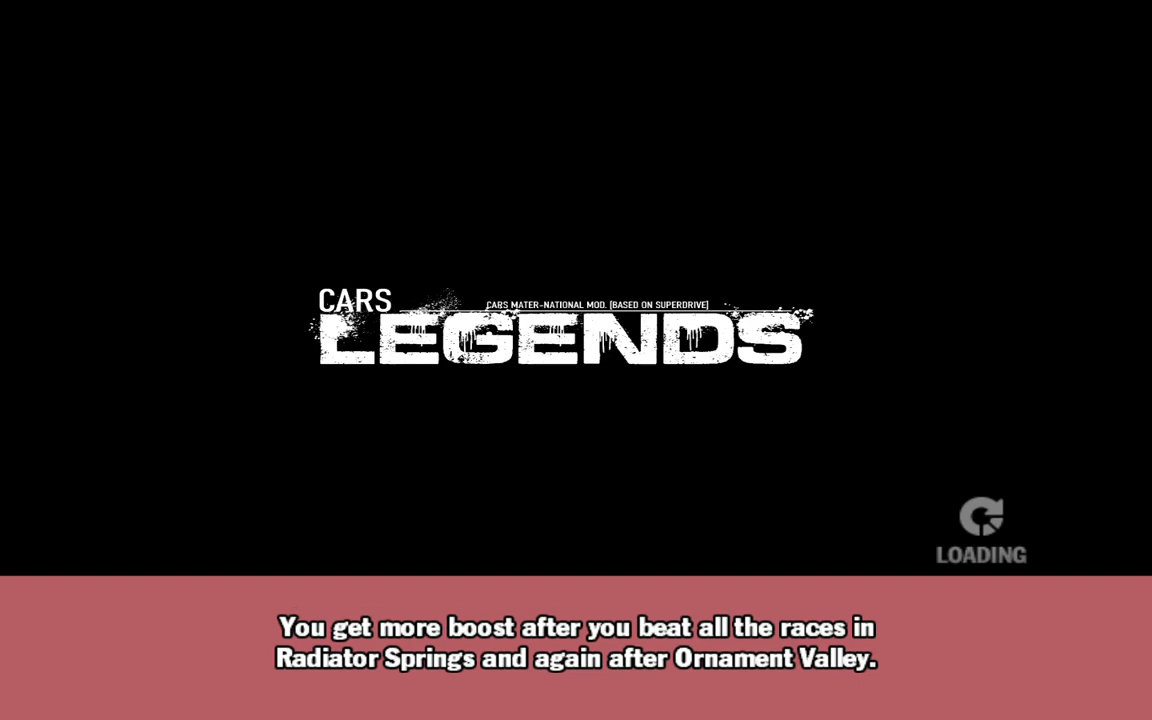 CARS
CARS MATER-NATIONAL MOD. [BASED ON SUPERDRIVE]
LEGENDS
LOADING
You get more boost after you beat all the races in
Radiator Springs and again after Ornament Valley.